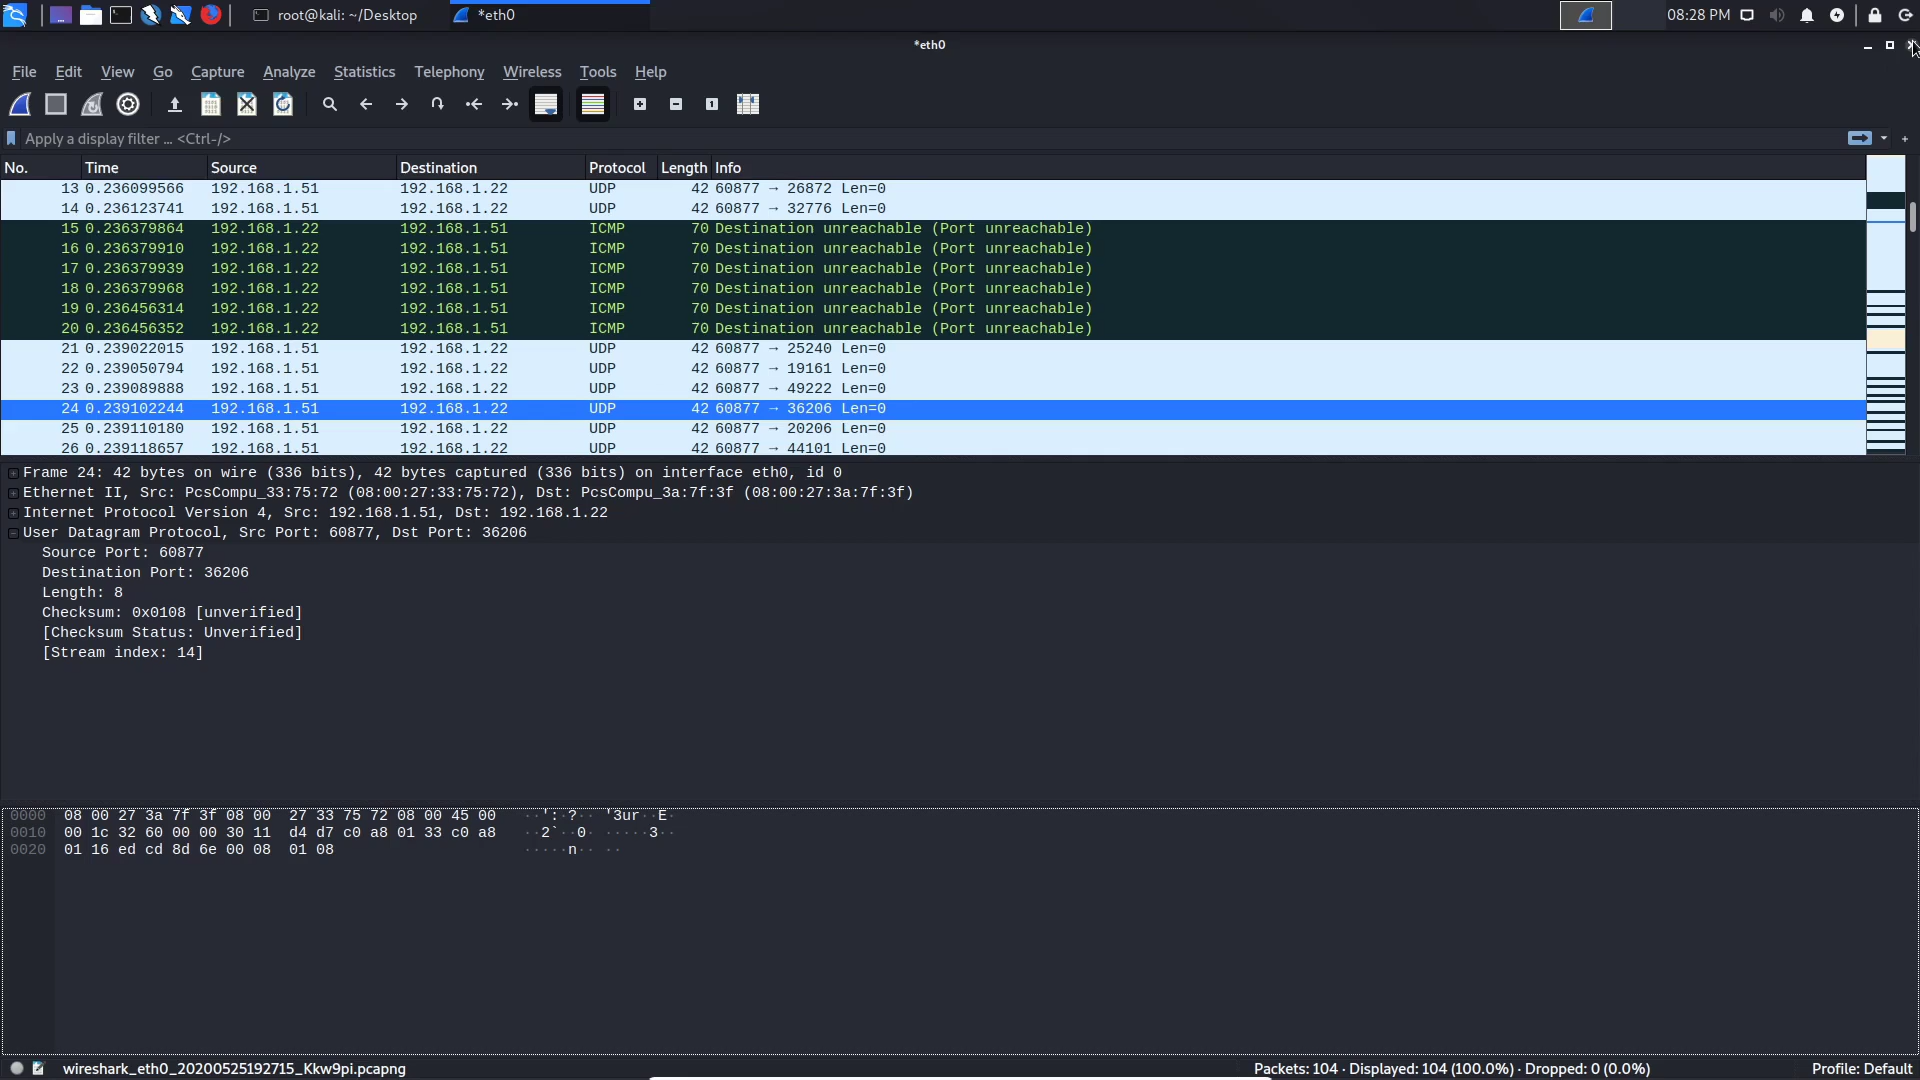 root@kali: ~/Desktop
*eth0
08:28 PM
*eth0
File Edit View Go Capture Analyze Statistics Telephony Wireless Tools Help
Apply a display filter … <Ctrl-/>
No. Time Source Destination Protocol Length Info
13 0.236099566 192.168.1.51 192.168.1.22 UDP 42 60877 → 26872 Len=0
14 0.236123741 192.168.1.51 192.168.1.22 UDP 42 60877 → 32776 Len=0
15 0.236379864 192.168.1.22 192.168.1.51 ICMP 70 Destination unreachable (Port unreachable)
16 0.236379910 192.168.1.22 192.168.1.51 ICMP 70 Destination unreachable (Port unreachable)
17 0.236379939 192.168.1.22 192.168.1.51 ICMP 70 Destination unreachable (Port unreachable)
18 0.236379968 192.168.1.22 192.168.1.51 ICMP 70 Destination unreachable (Port unreachable)
19 0.236456314 192.168.1.22 192.168.1.51 ICMP 70 Destination unreachable (Port unreachable)
20 0.236456352 192.168.1.22 192.168.1.51 ICMP 70 Destination unreachable (Port unreachable)
21 0.239022015 192.168.1.51 192.168.1.22 UDP 42 60877 → 25240 Len=0
22 0.239050794 192.168.1.51 192.168.1.22 UDP 42 60877 → 19161 Len=0
23 0.239089888 192.168.1.51 192.168.1.22 UDP 42 60877 → 49222 Len=0
24 0.239102244 192.168.1.51 192.168.1.22 UDP 42 60877 → 36206 Len=0
25 0.239110180 192.168.1.51 192.168.1.22 UDP 42 60877 → 20206 Len=0
26 0.239118657 192.168.1.51 192.168.1.22 UDP 42 60877 → 44101 Len=0
Frame 24: 42 bytes on wire (336 bits), 42 bytes captured (336 bits) on interface eth0, id 0
Ethernet II, Src: PcsCompu_33:75:72 (08:00:27:33:75:72), Dst: PcsCompu_3a:7f:3f (08:00:27:3a:7f:3f)
Internet Protocol Version 4, Src: 192.168.1.51, Dst: 192.168.1.22
User Datagram Protocol, Src Port: 60877, Dst Port: 36206
Source Port: 60877
Destination Port: 36206
Length: 8
Checksum: 0x0108 [unverified]
[Checksum Status: Unverified]
[Stream index: 14]
0000 08 00 27 3a 7f 3f 08 00 27 33 75 72 08 00 45 00 ··':·?·· '3ur··E·
0010 00 1c 32 60 00 00 30 11 d4 d7 c0 a8 01 33 c0 a8 ··2`··0· ·····3··
0020 01 16 ed cd 8d 6e 00 08 01 08 ·····n·· ··
wireshark_eth0_20200525192715_Kkw9pi.pcapng
Packets: 104 · Displayed: 104 (100.0%) · Dropped: 0 (0.0%)
Profile: Default